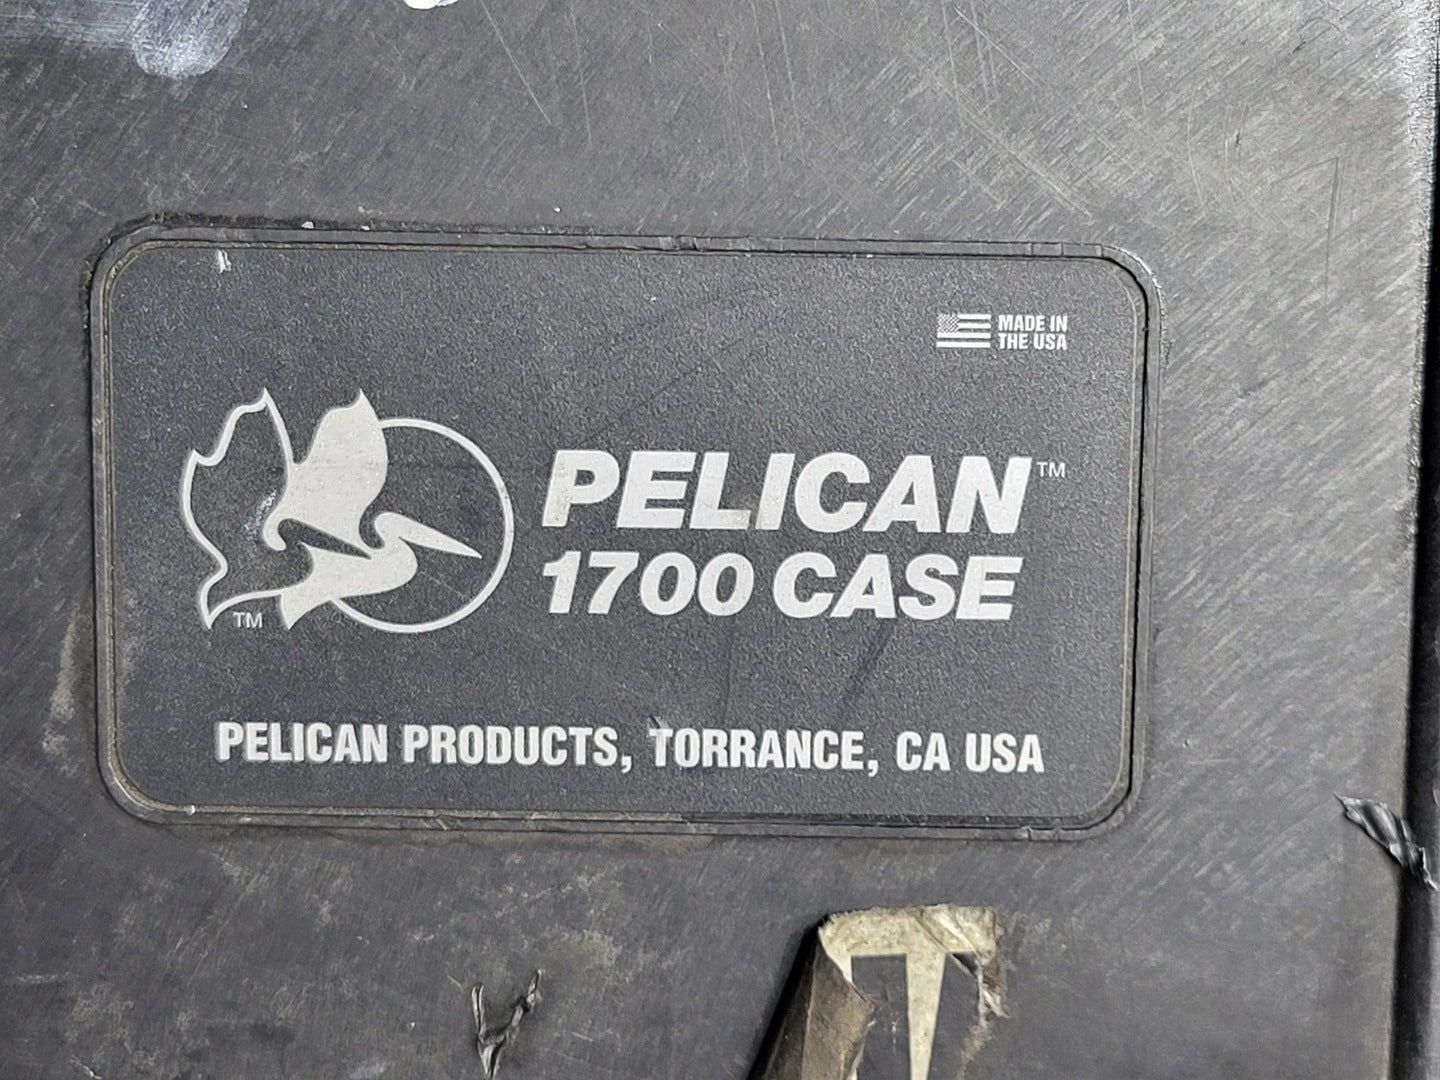 MADE IN
THE USA
PELICAN™
1700 CASE
TM
PELICAN PRODUCTS, TORRANCE, CA USA